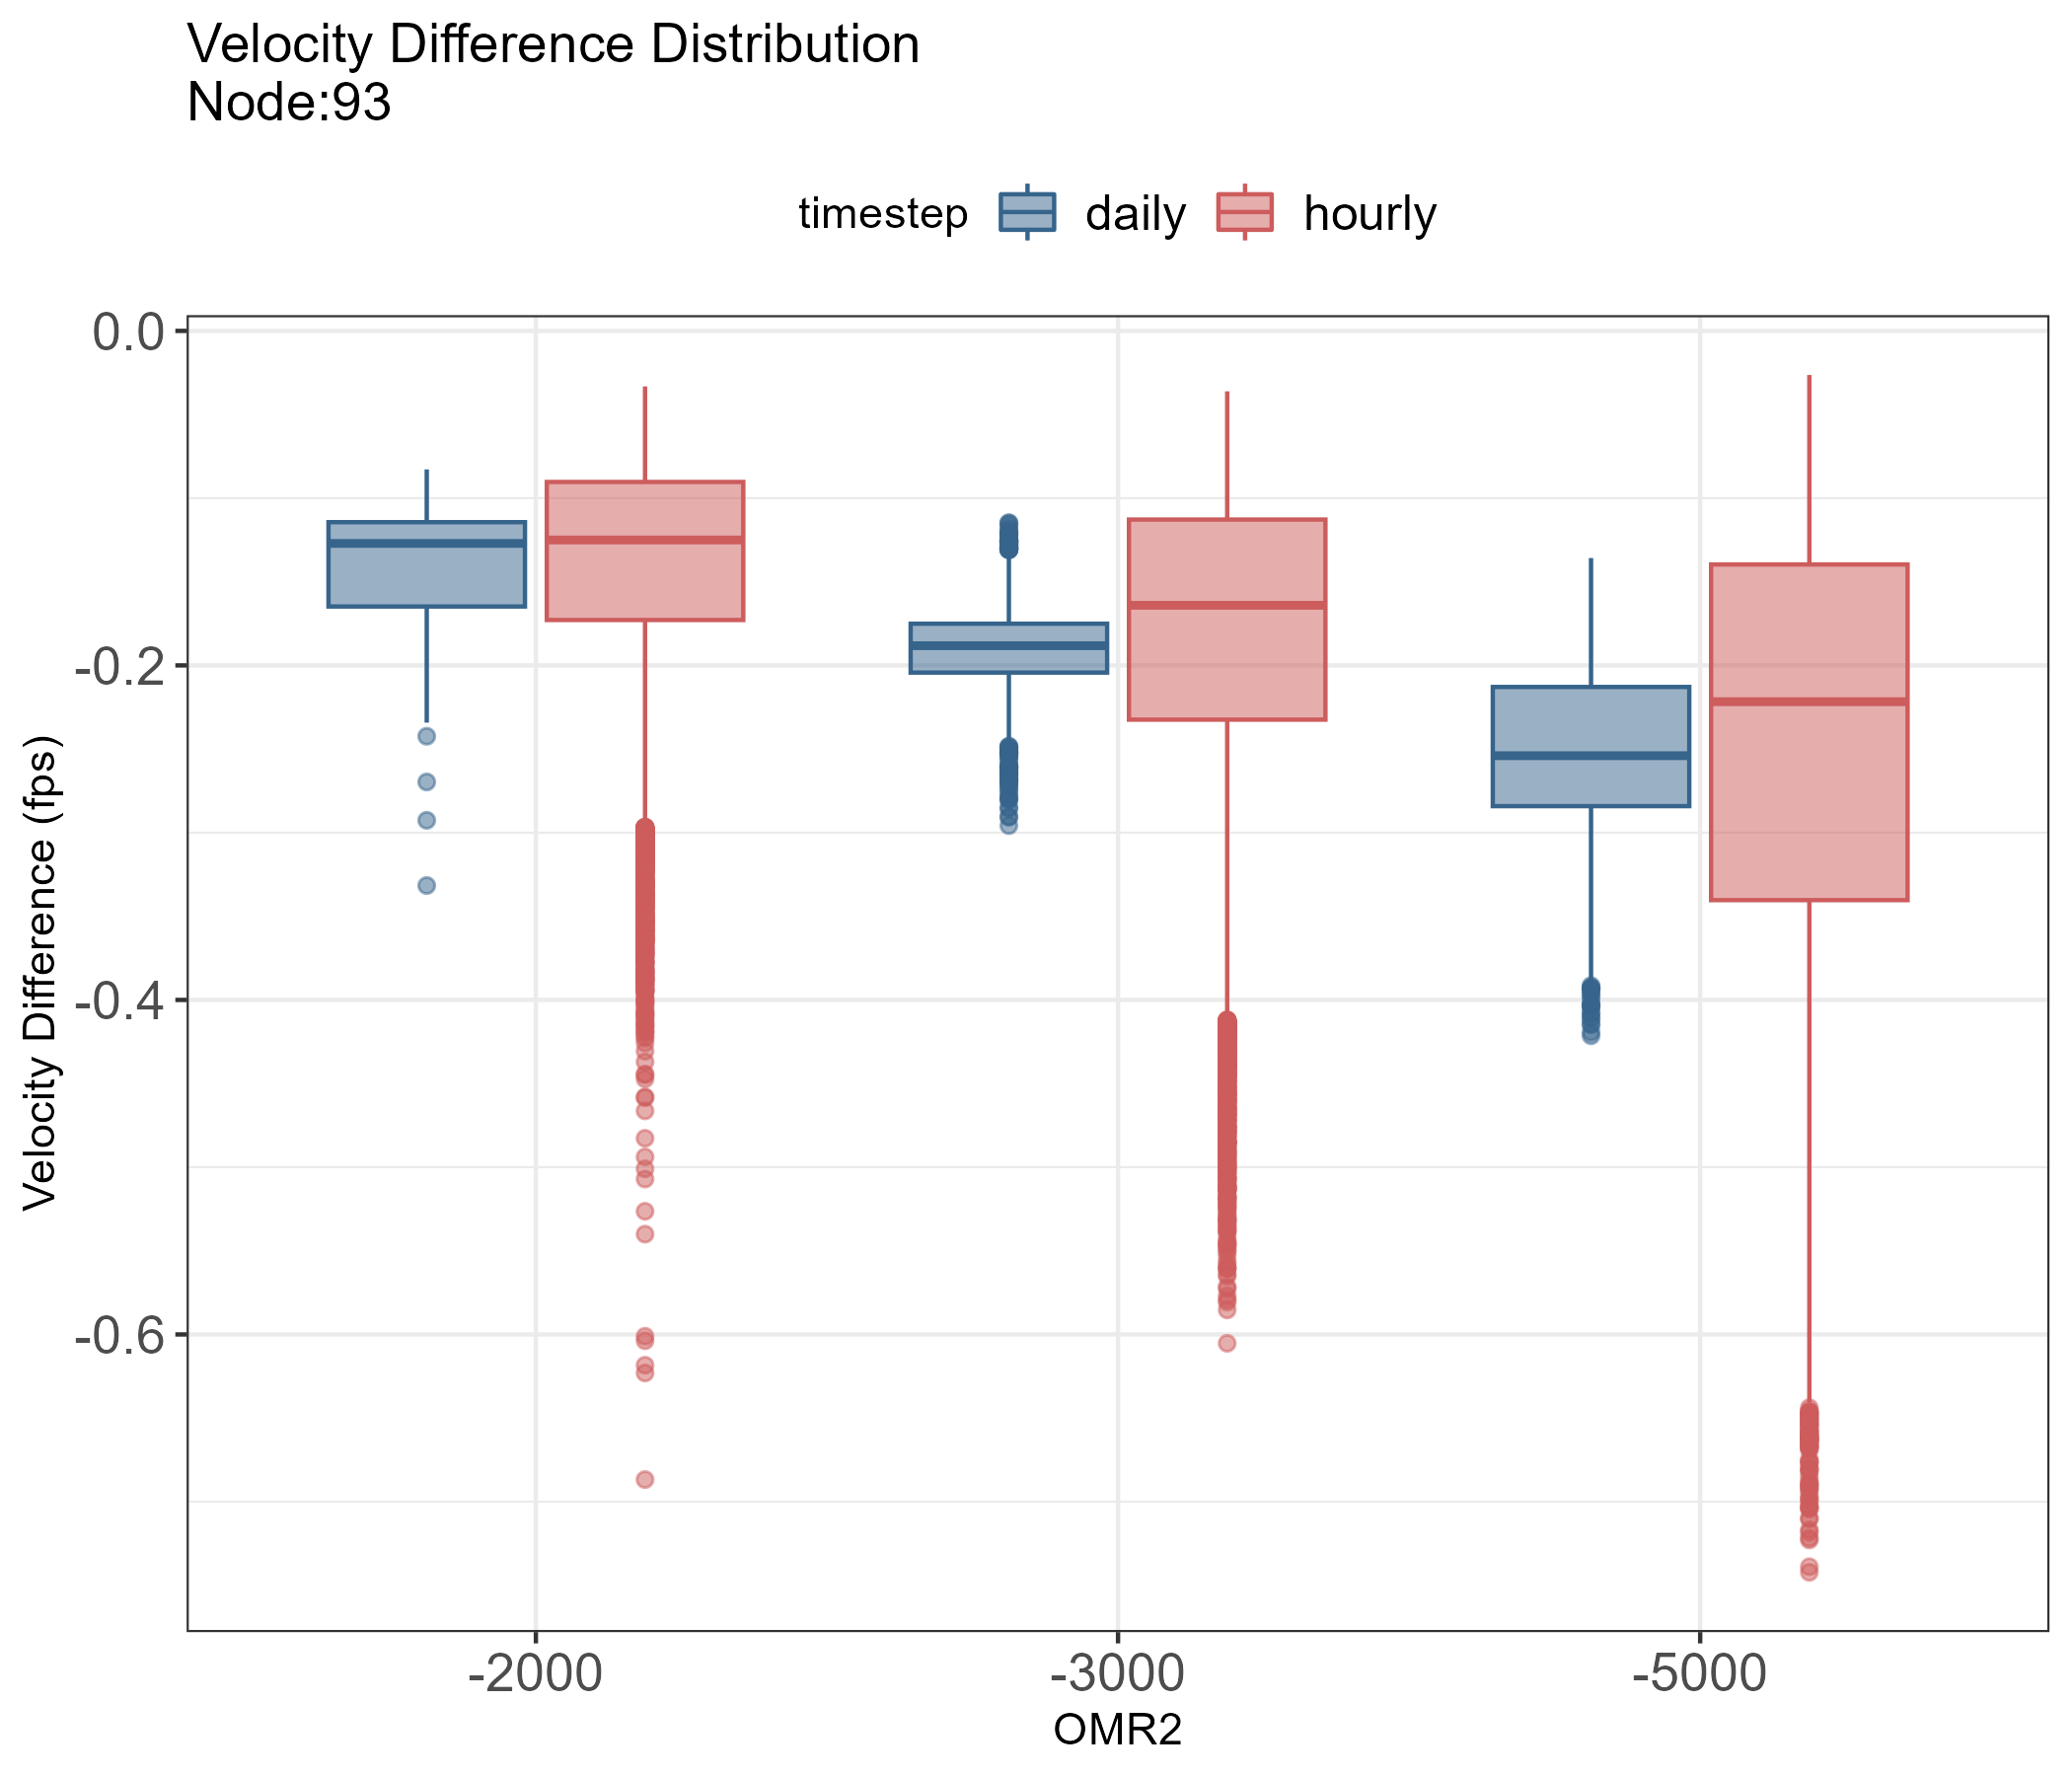 Velocity Difference Distribution
Node:93
timestep daily hourly
Velocity Difference (fps)
0.0
-0.2
-0.4
-0.6
-2000 -3000 -5000
OMR2